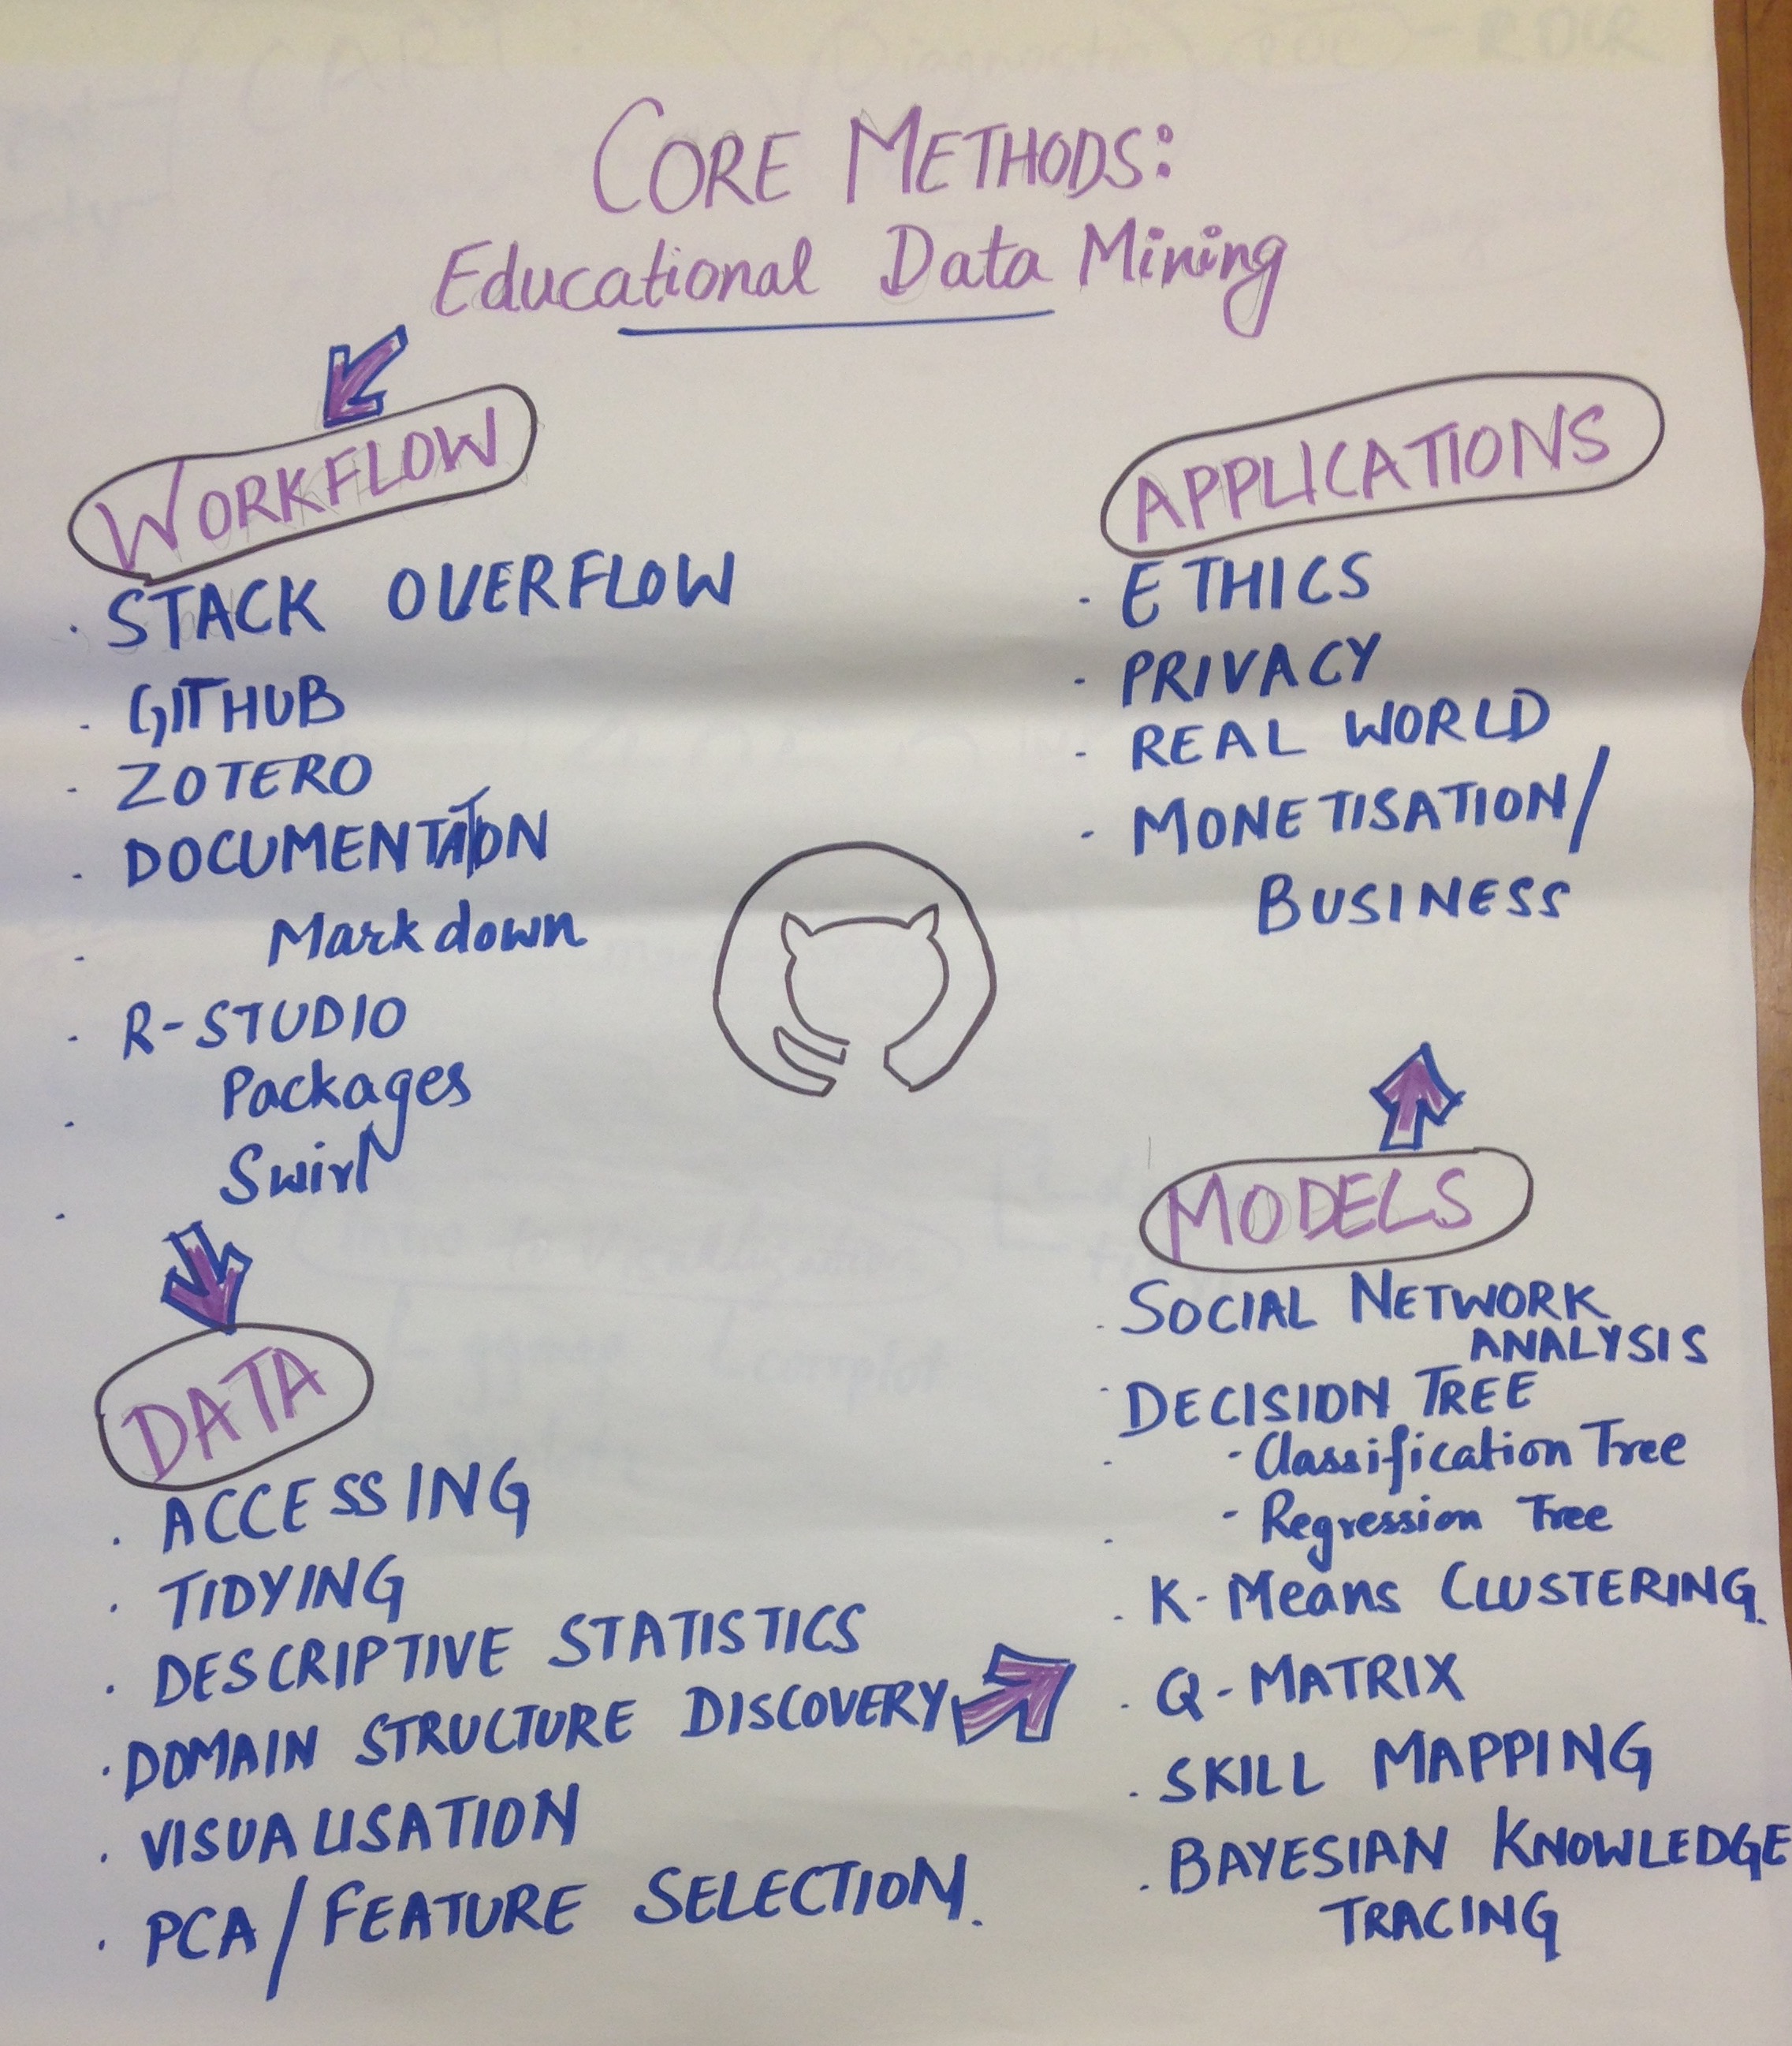 CORE METHODS:
Educational Data Mining
WORKFLOW
· STACK OVERFLOW
· GITHUB
· ZOTERO
· DOCUMENTATION
· Markdown
· R-STUDIO
· Packages
· Swirl
DATA
· ACCESSING
· TIDYING
· DESCRIPTIVE STATISTICS
· DOMAIN STRUCTURE DISCOVERY
· VISUALISATION
· PCA/FEATURE SELECTION.
MODELS
· SOCIAL NETWORK
ANALYSIS
· DECISION TREE
· - Classification Tree
· - Regression Tree
· K-Means CLUSTERING
· Q-MATRIX
· SKILL MAPPING
· BAYESIAN KNOWLEDGE
TRACING
APPLICATIONS
· ETHICS
· PRIVACY
· REAL WORLD
· MONETISATION/
BUSINESS